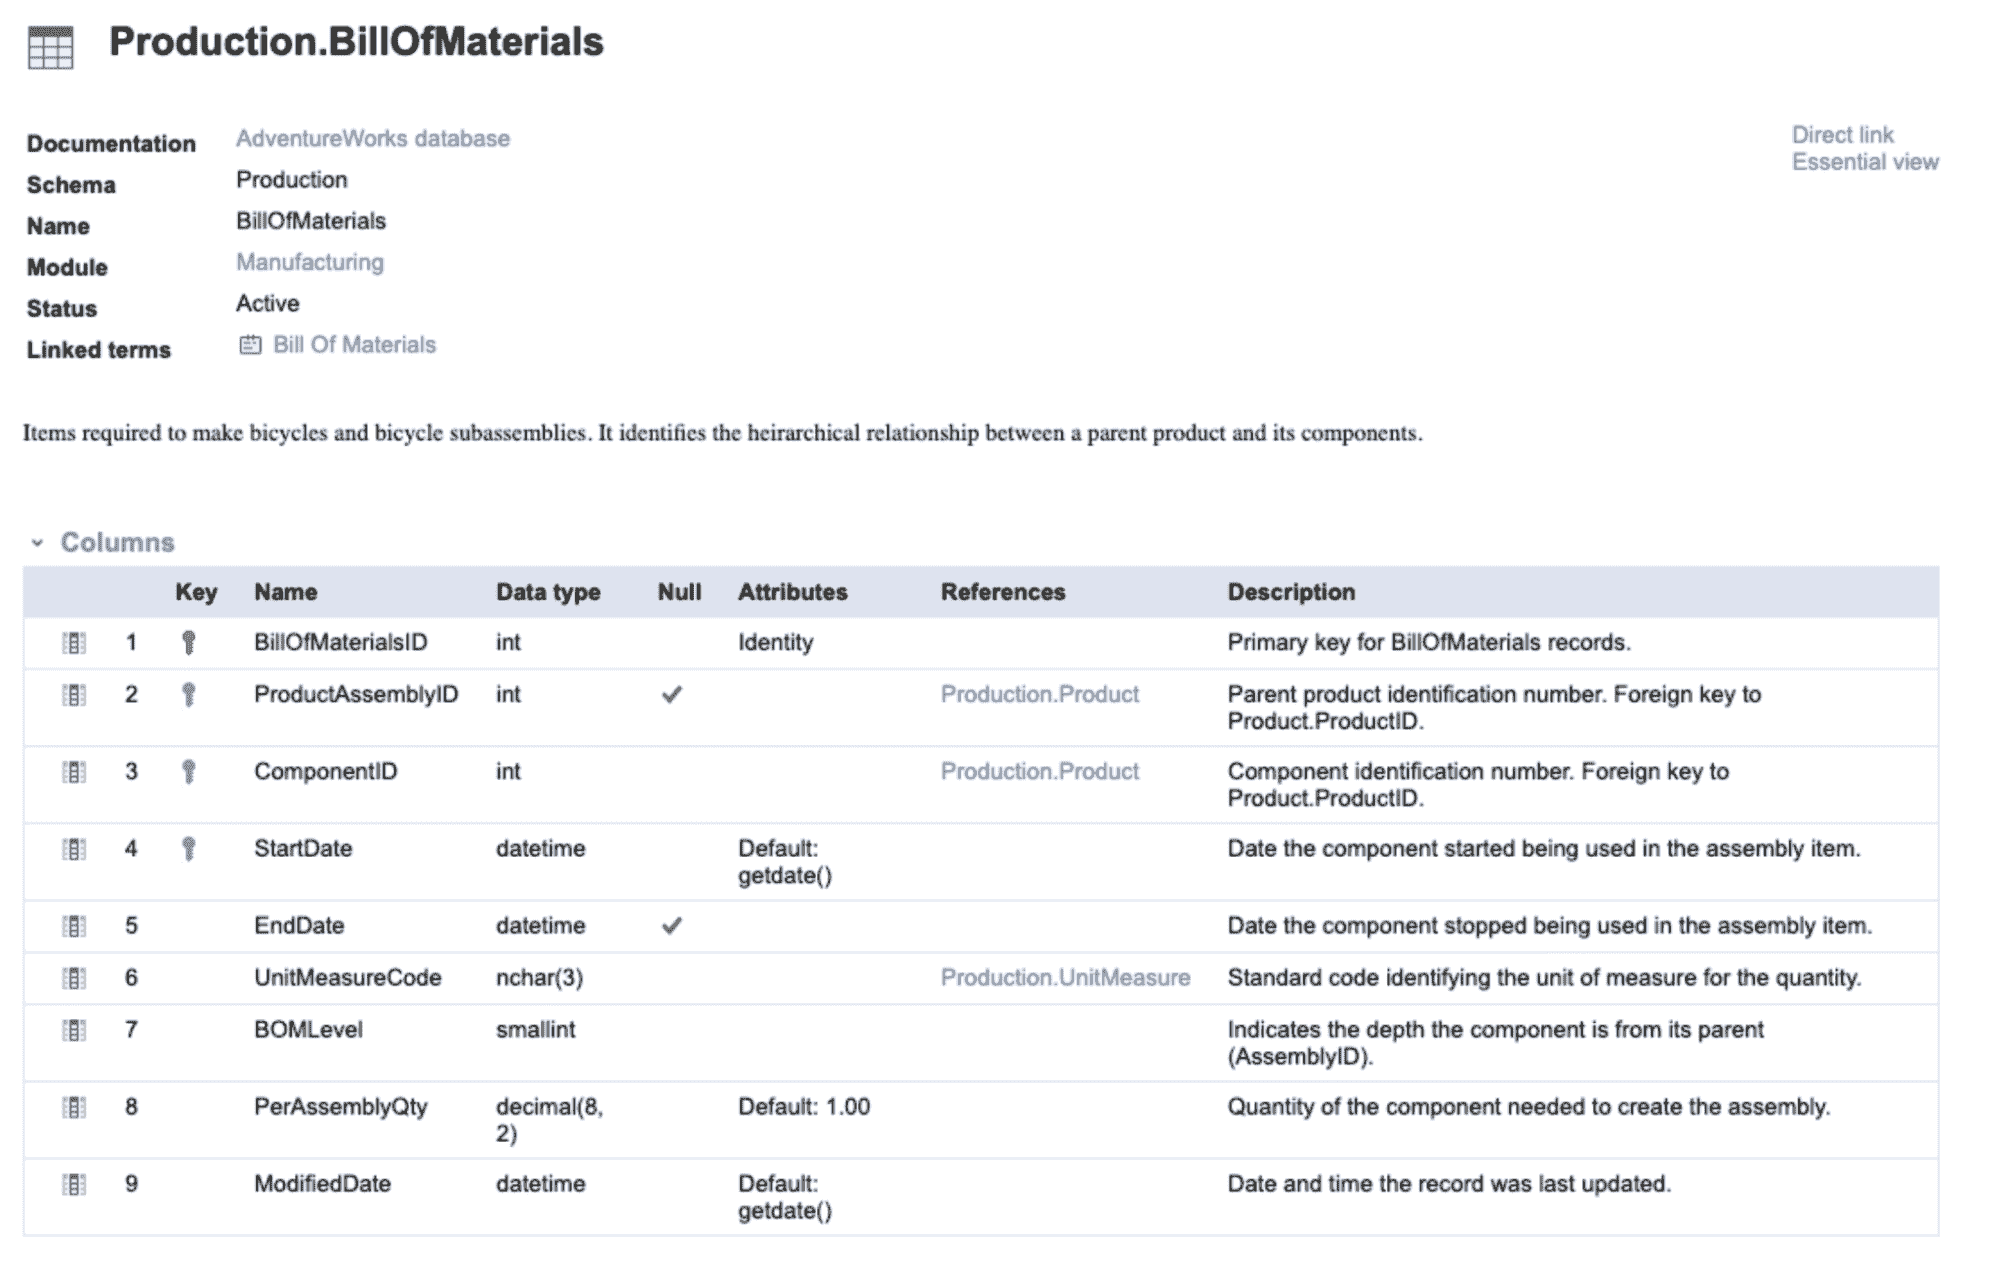 Production.BillOfMaterials
Documentation AdventureWorks database
Direct link
Schema Production
Essential view
Name BillOfMaterials
Module Manufacturing
Status Active
Linked terms Bill Of Materials
Items required to make bicycles and bicycle subassemblies. It identifies the heirarchical relationship between a parent product and its components.
Columns
Key Name Data type Null Attributes References Description
1 BillOfMaterialsID int Identity Primary key for BillOfMaterials records.
2 ProductAssemblyID int Production.Product Parent product identification number. Foreign key to
Product.ProductID.
3 ComponentID int Production.Product Component identification number. Foreign key to
Product.ProductID.
4 StartDate datetime Default: Date the component started being used in the assembly item.
getdate()
5 EndDate datetime Date the component stopped being used in the assembly item.
6 UnitMeasureCode nchar(3) Production.UnitMeasure Standard code identifying the unit of measure for the quantity.
7 BOMLevel smallint Indicates the depth the component is from its parent
(AssemblyID).
8 PerAssemblyQty decimal(8, Default: 1.00 Quantity of the component needed to create the assembly.
2)
9 ModifiedDate datetime Default: Date and time the record was last updated.
getdate()